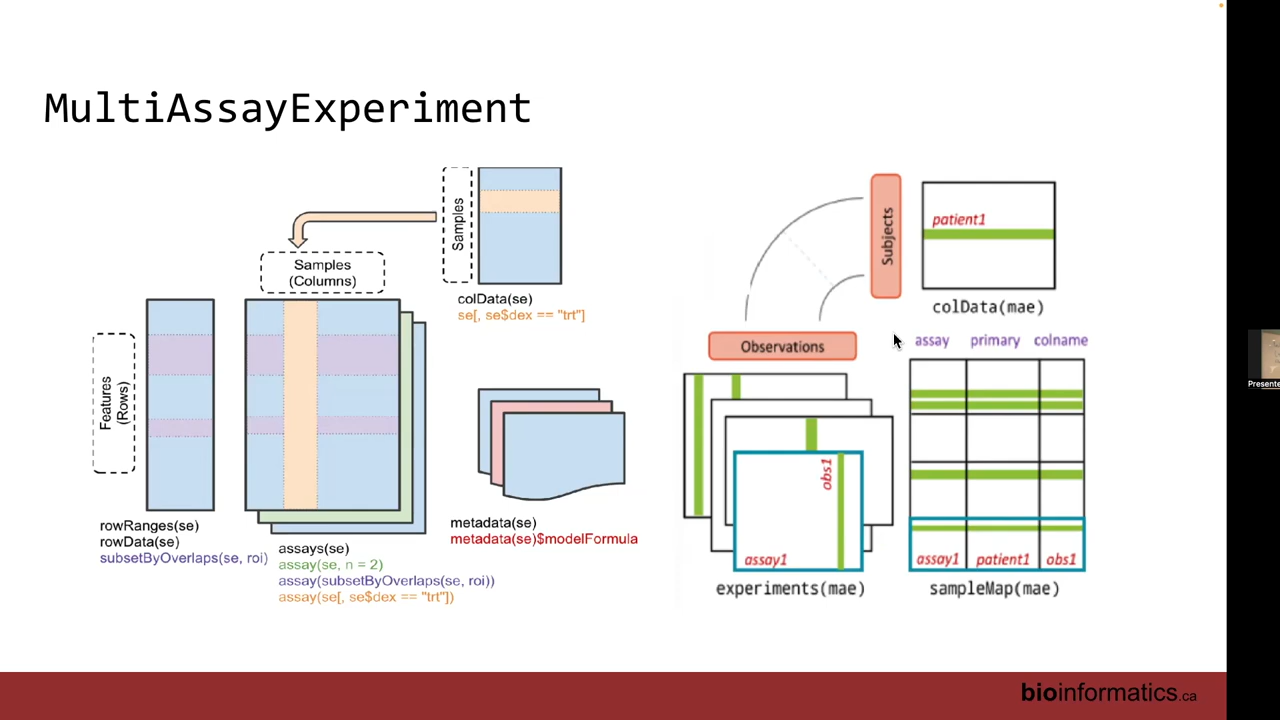 MultiAssayExperiment
Samples
Samples
(Columns)
colData(se)
se[, se$dex == "trt"]
Features
(Rows)
rowRanges(se)
rowData(se)
subsetByOverlaps(se, roi)
assays(se)
assay(se, n = 2)
assay(subsetByOverlaps(se, roi))
assay(se[, se$dex == "trt"])
metadata(se)
metadata(se)$modelFormula
Subjects
patient1
colData(mae)
Observations
obs1
assay1
experiments(mae)
assay primary colname
assay1 patient1 obs1
sampleMap(mae)
bioinformatics.ca